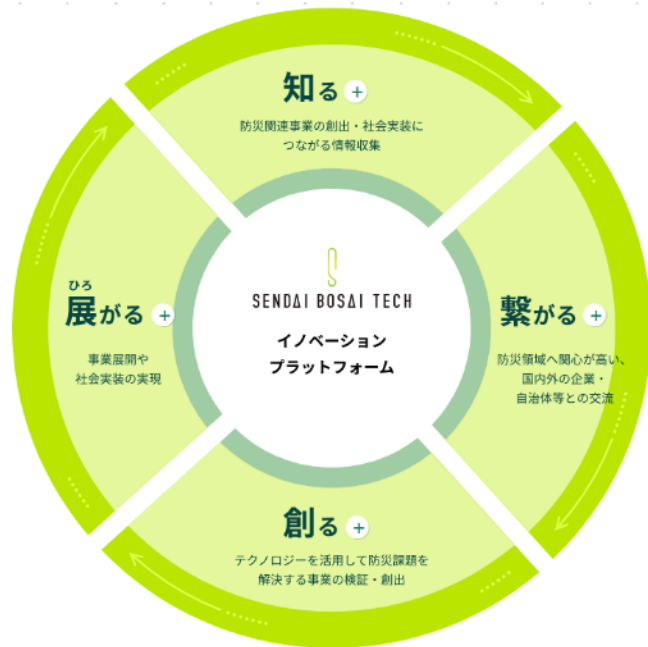 知る +
防災関連事業の創出・社会実装に
つながる情報収集
繋がる +
防災領域へ関心が高い、
国内外の企業・
自治体等との交流
創る +
テクノロジーを活用して防災課題を
解決する事業の検証・創出
ひろ
展がる +
事業展開や
社会実装の実現
SENDAI BOSAI TECH
イノベーション
プラットフォーム